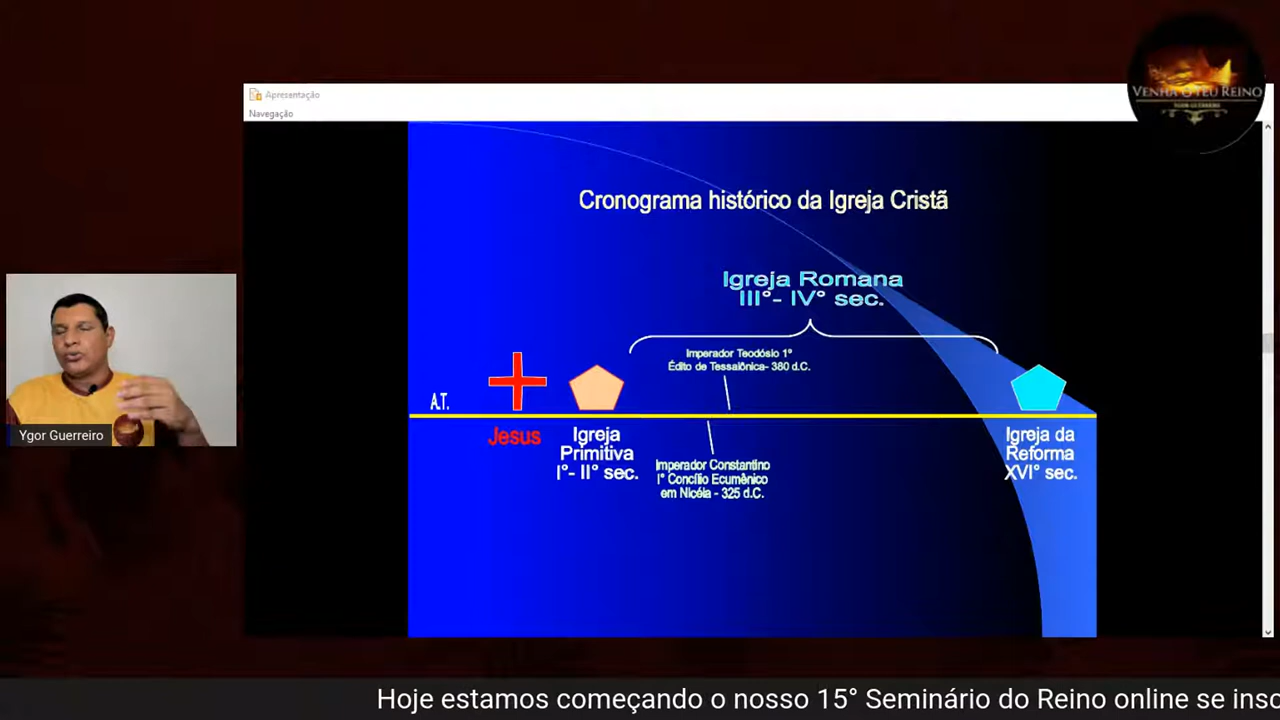 VENHA O TEU REINO
YGOR GUERREIRO
Apresentação
Navegação
Cronograma histórico da Igreja Cristã
Igreja Romana
III°- IV° sec.
Imperador Teodósio 1°
Édito de Tessalônica- 380 d.C.
A.T.
Jesus
Igreja
Primitiva
I°- II° sec.
Imperador Constantino
I° Concílio Ecumênico
em Nicéia - 325 d.C.
Igreja da
Reforma
XVI° sec.
Ygor Guerreiro
Hoje estamos começando o nosso 15° Seminário do Reino online se insc